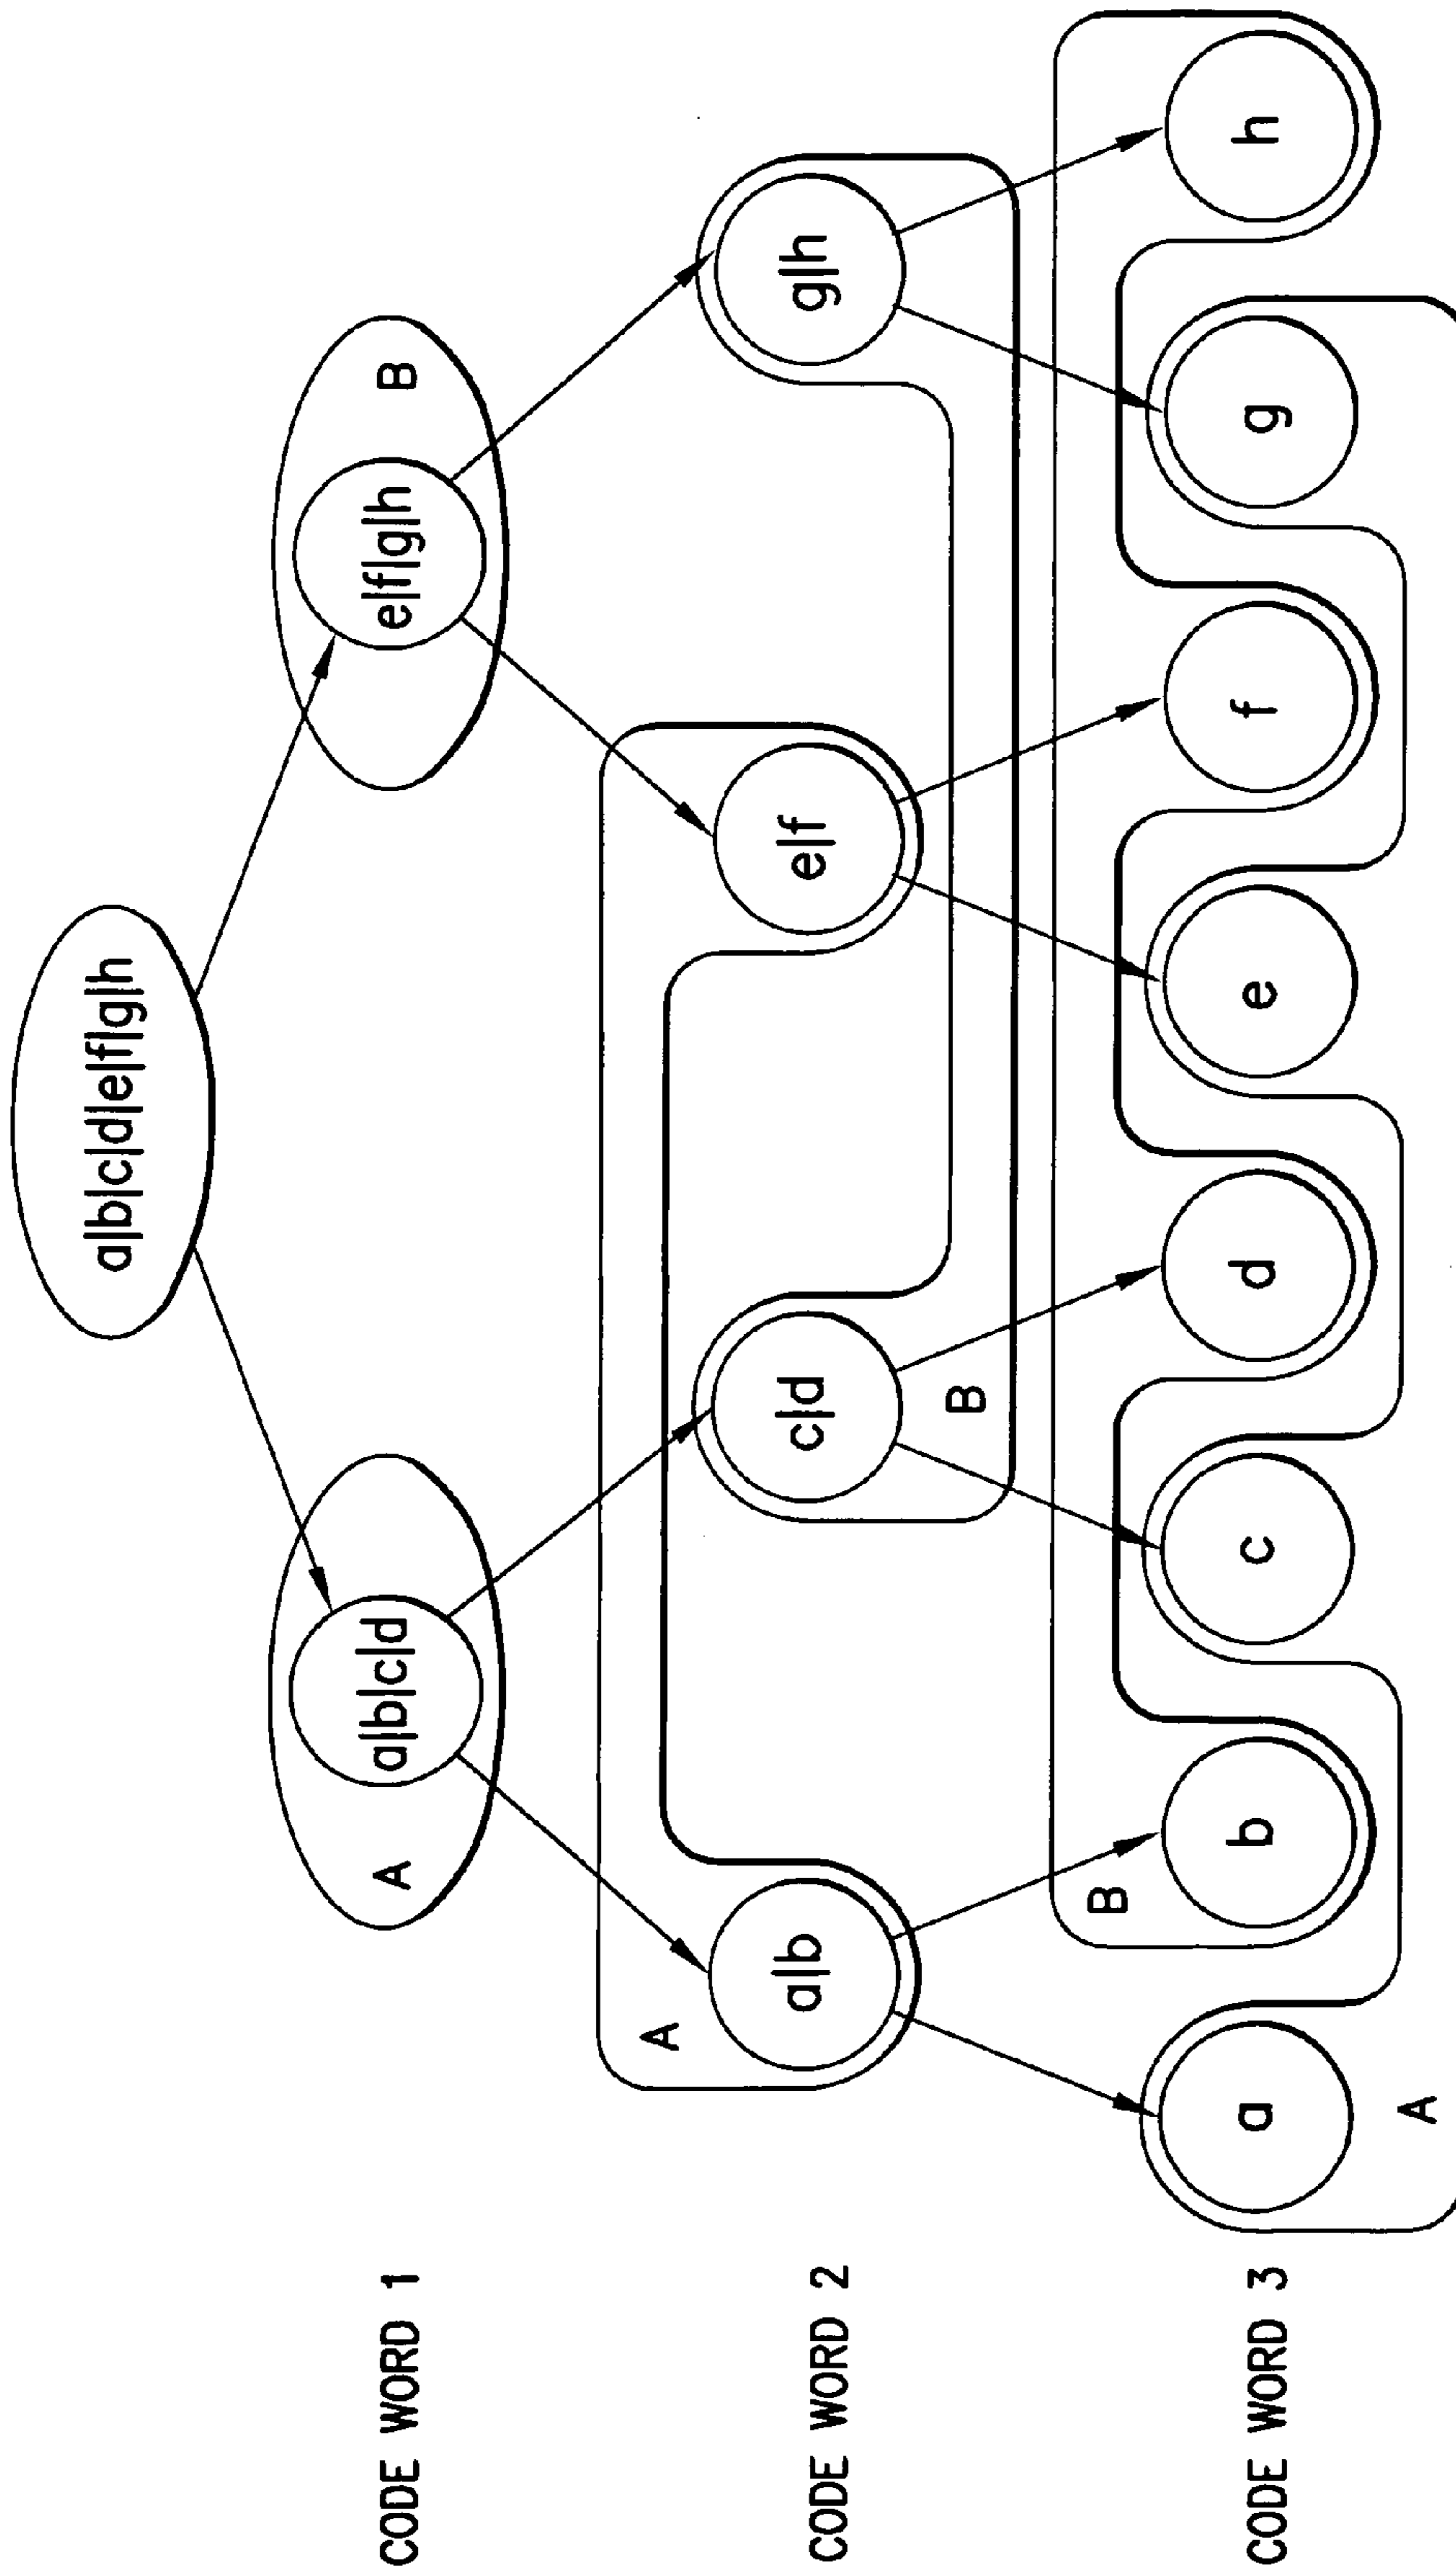 a|b|c|d|e|f|g|h
CODE WORD 1
A
a|b|c|d
e|f|g|h
B
CODE WORD 2
A
a|b
c|d
e|f
g|h
B
CODE WORD 3
B
a
b
c
d
e
f
g
h
A